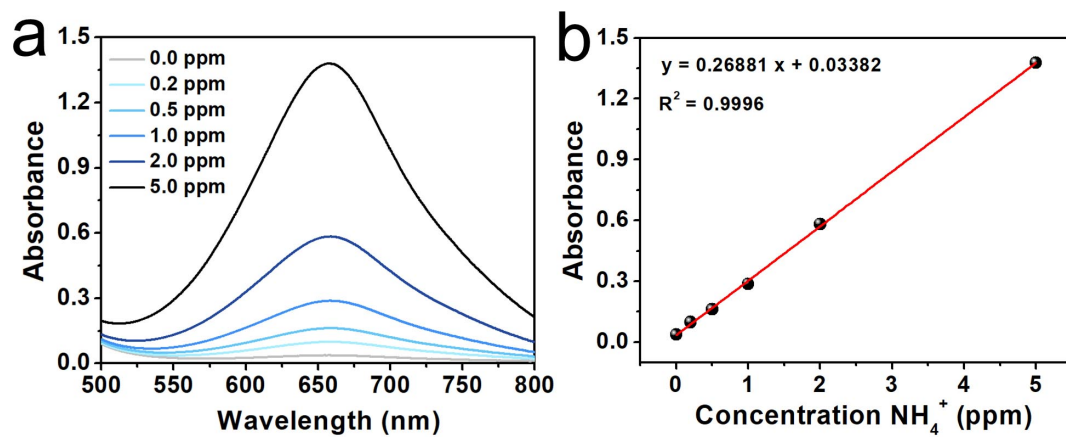 a
1.5
1.2
0.9
0.6
0.3
0.0
Absorbance
0.0 ppm
0.2 ppm
0.5 ppm
1.0 ppm
2.0 ppm
5.0 ppm
500 550 600 650 700 750 800
Wavelength (nm)
b
1.5
1.2
0.9
0.6
0.3
0.0
Absorbance
y = 0.26881 x + 0.03382
R² = 0.9996
0 1 2 3 4 5
Concentration NH₄⁺ (ppm)